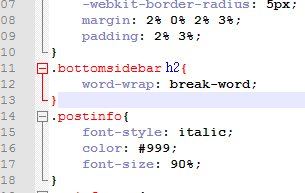 07 -webkit-border-radius: 5px;
08 margin: 2% 0% 2% 3%;
09 padding: 2% 3%;
10 }
11 .bottomsidebar h2{
12 word-wrap: break-word;
13 }
14 .postinfo{
15 font-style: italic;
16 color: #999;
17 font-size: 90%;
18 }